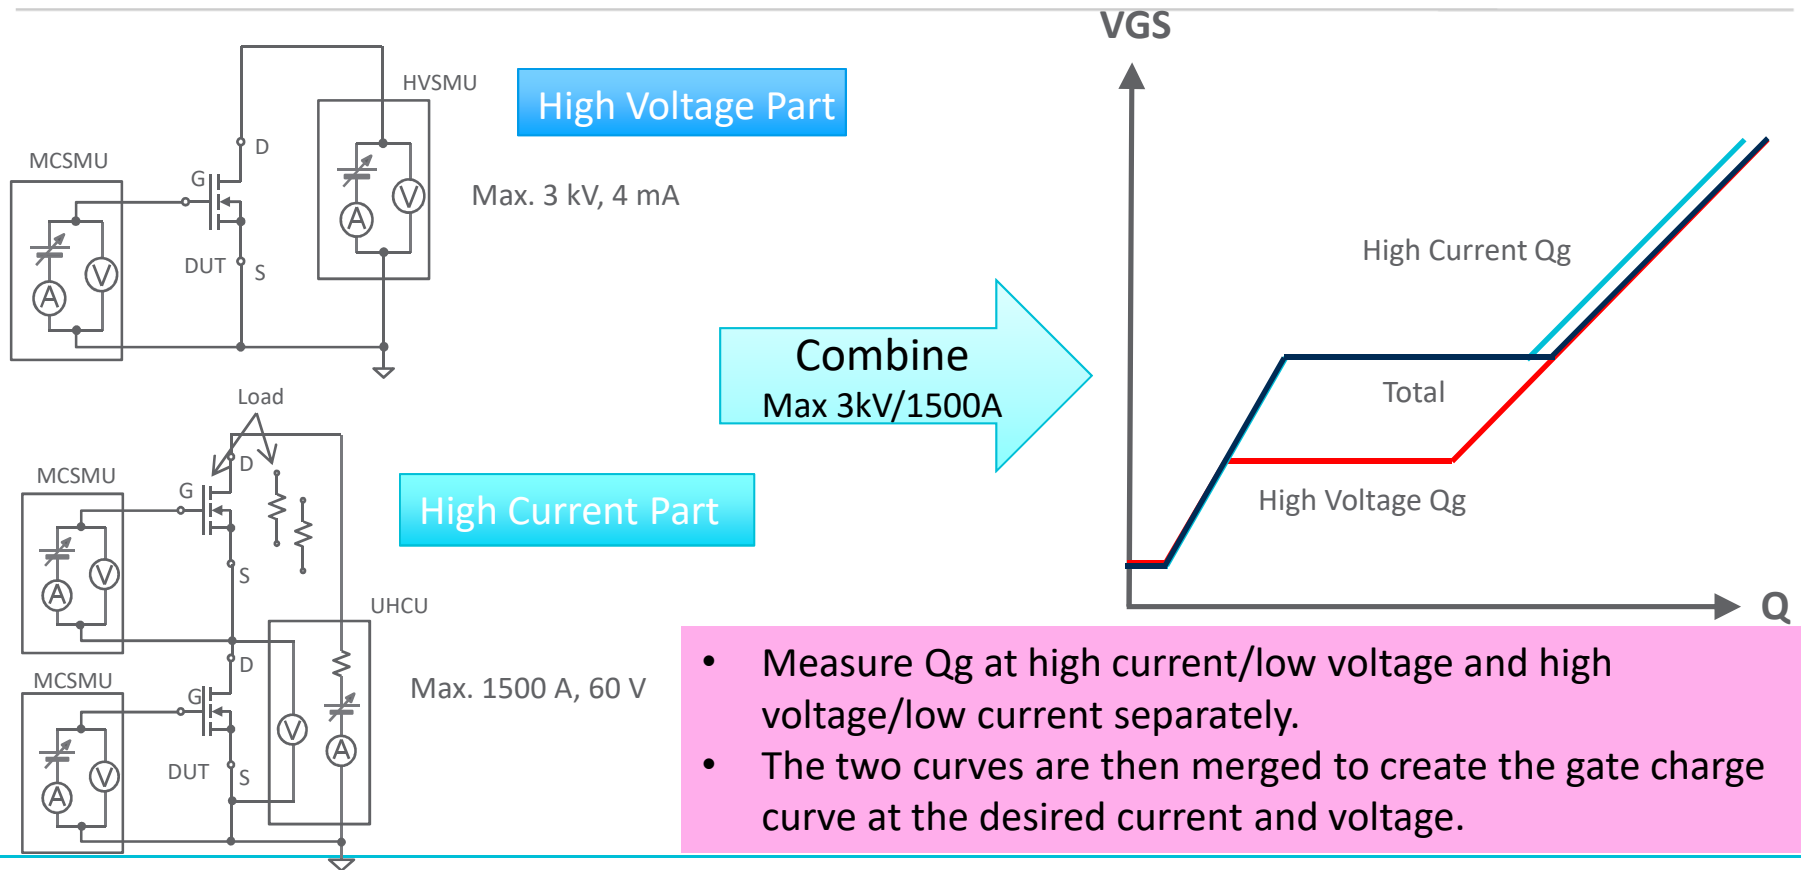 VGS
HVSMU
High Voltage Part
D
MCSMU
G
Max. 3 kV, 4 mA
V
A
V
A
DUT
S
High Current Qg
Combine
Max 3kV/1500A
Total
Load
High Voltage Qg
D
MCSMU
G
High Current Part
V
A
S
UHCU
Q
D
MCSMU
G
Max. 1500 A, 60 V
V
A
V
A
DUT
S
• Measure Qg at high current/low voltage and high
voltage/low current separately.
• The two curves are then merged to create the gate charge
curve at the desired current and voltage.